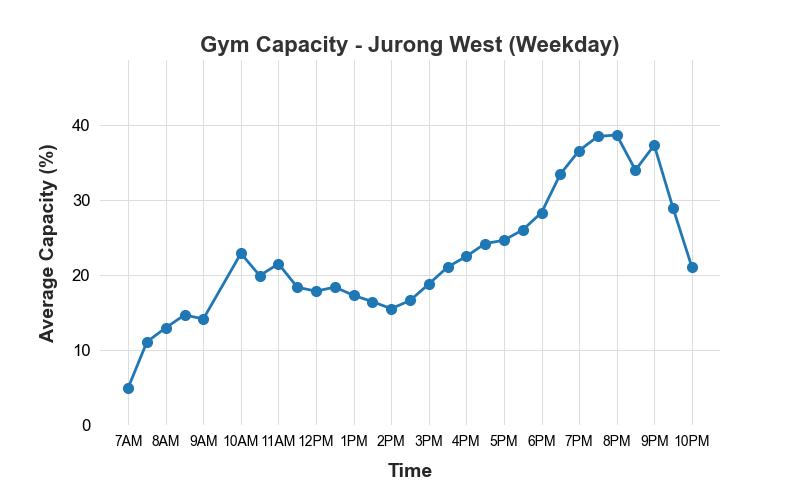 Gym Capacity - Jurong West (Weekday)
Average Capacity (%)
40
30
20
10
0
7AM 8AM 9AM 10AM 11AM 12PM 1PM 2PM 3PM 4PM 5PM 6PM 7PM 8PM 9PM 10PM
Time